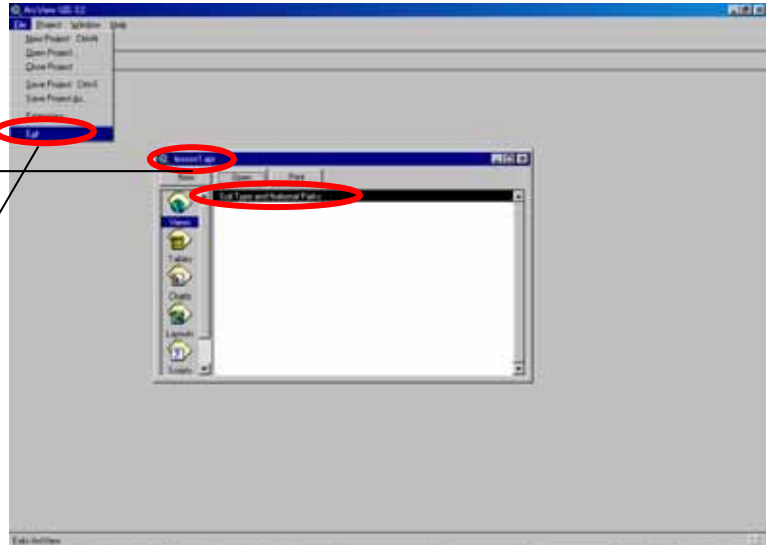 ArcView GIS 3.2
File Project Window Help
New Project Ctrl+N
Open Project...
Close Project
Save Project Ctrl+S
Save Project As...
Extensions...
Exit
lesson1.apr
New Open Print
Soil Type and National Parks
Views
Tables
Charts
Layouts
Scripts
Exits ArcView